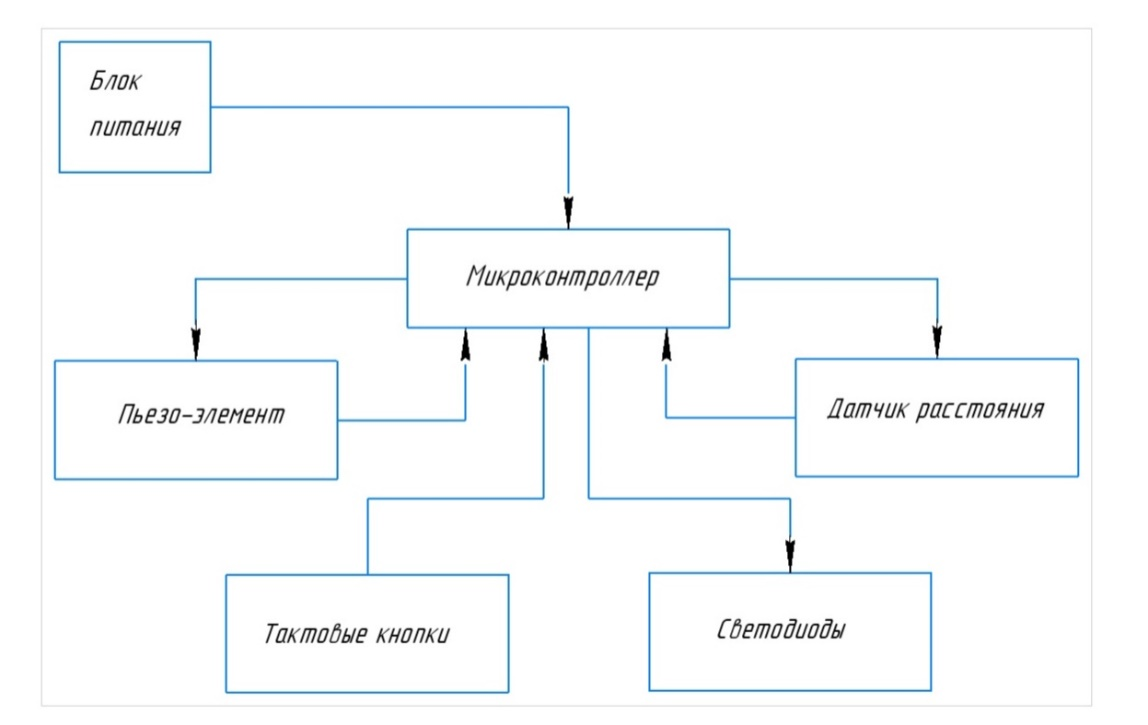 Блок
питания
Микроконтроллер
Пьезо-элемент
Датчик расстояния
Тактовые кнопки
Светодиоды